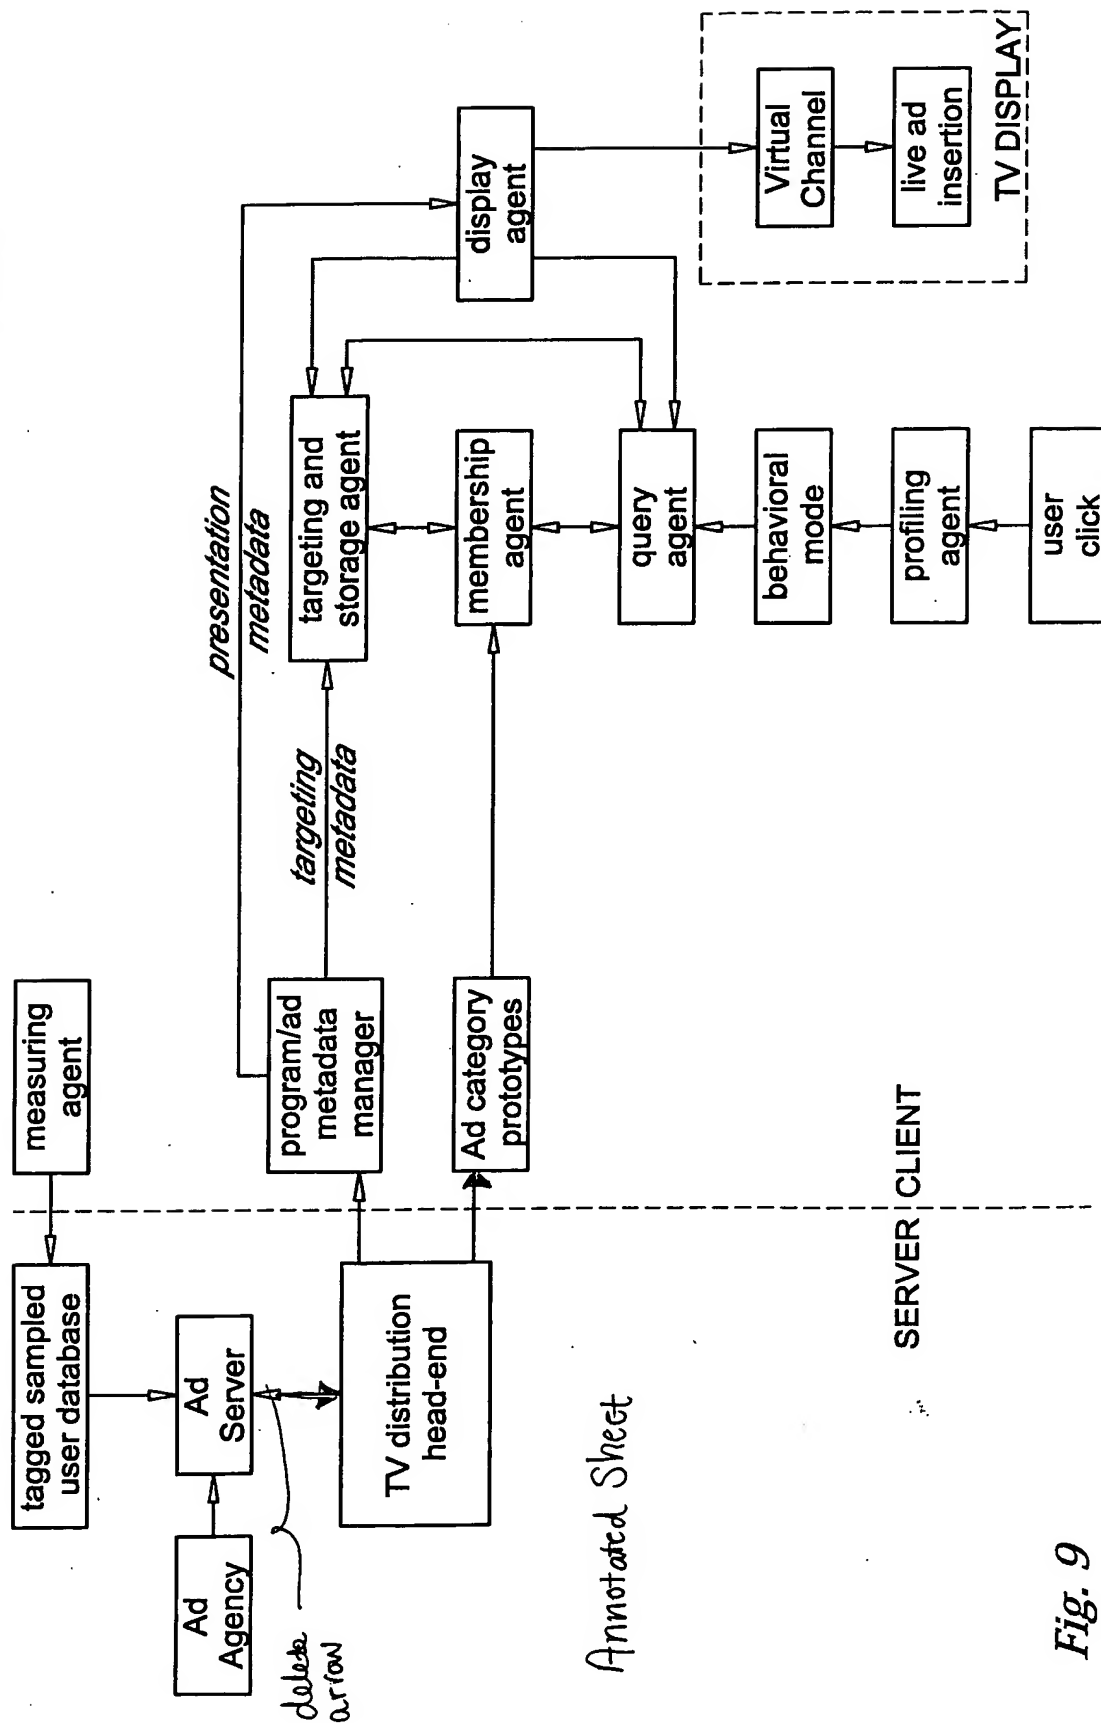 tagged sampled
user database
measuring
agent
Ad
Agency
Ad
Server
delete
arrow
TV distribution
head-end
program/ad
metadata
manager
Ad category
prototypes
presentation
metadata
targeting
metadata
targeting and
storage agent
membership
agent
query
agent
behavioral
mode
profiling
agent
user
click
display
agent
Virtual
Channel
live ad
insertion
TV DISPLAY
SERVER
CLIENT
Annotated Sheet
Fig. 9